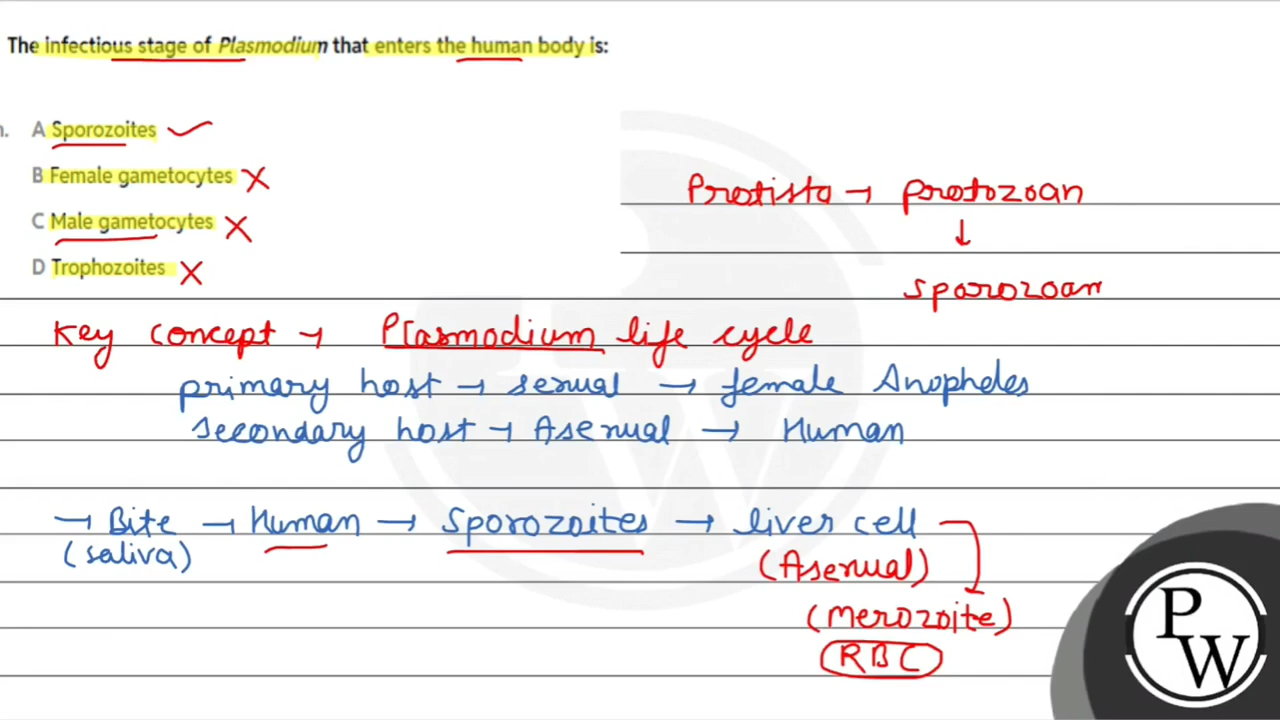 The infectious stage of Plasmodium that enters the human body is:
n. A Sporozoites
B Female gametocytes
C Male gametocytes
D Trophozoites
Protista → protozoan
↓
sporozoan
Key concept → Plasmodium life cycle
primary host → sexual → female Anopheles
secondary host → Asexual → Human
→ Bite → Human → Sporozoites → liver cell
(saliva)
(Asexual)
(Merozoite)
RBC
PW